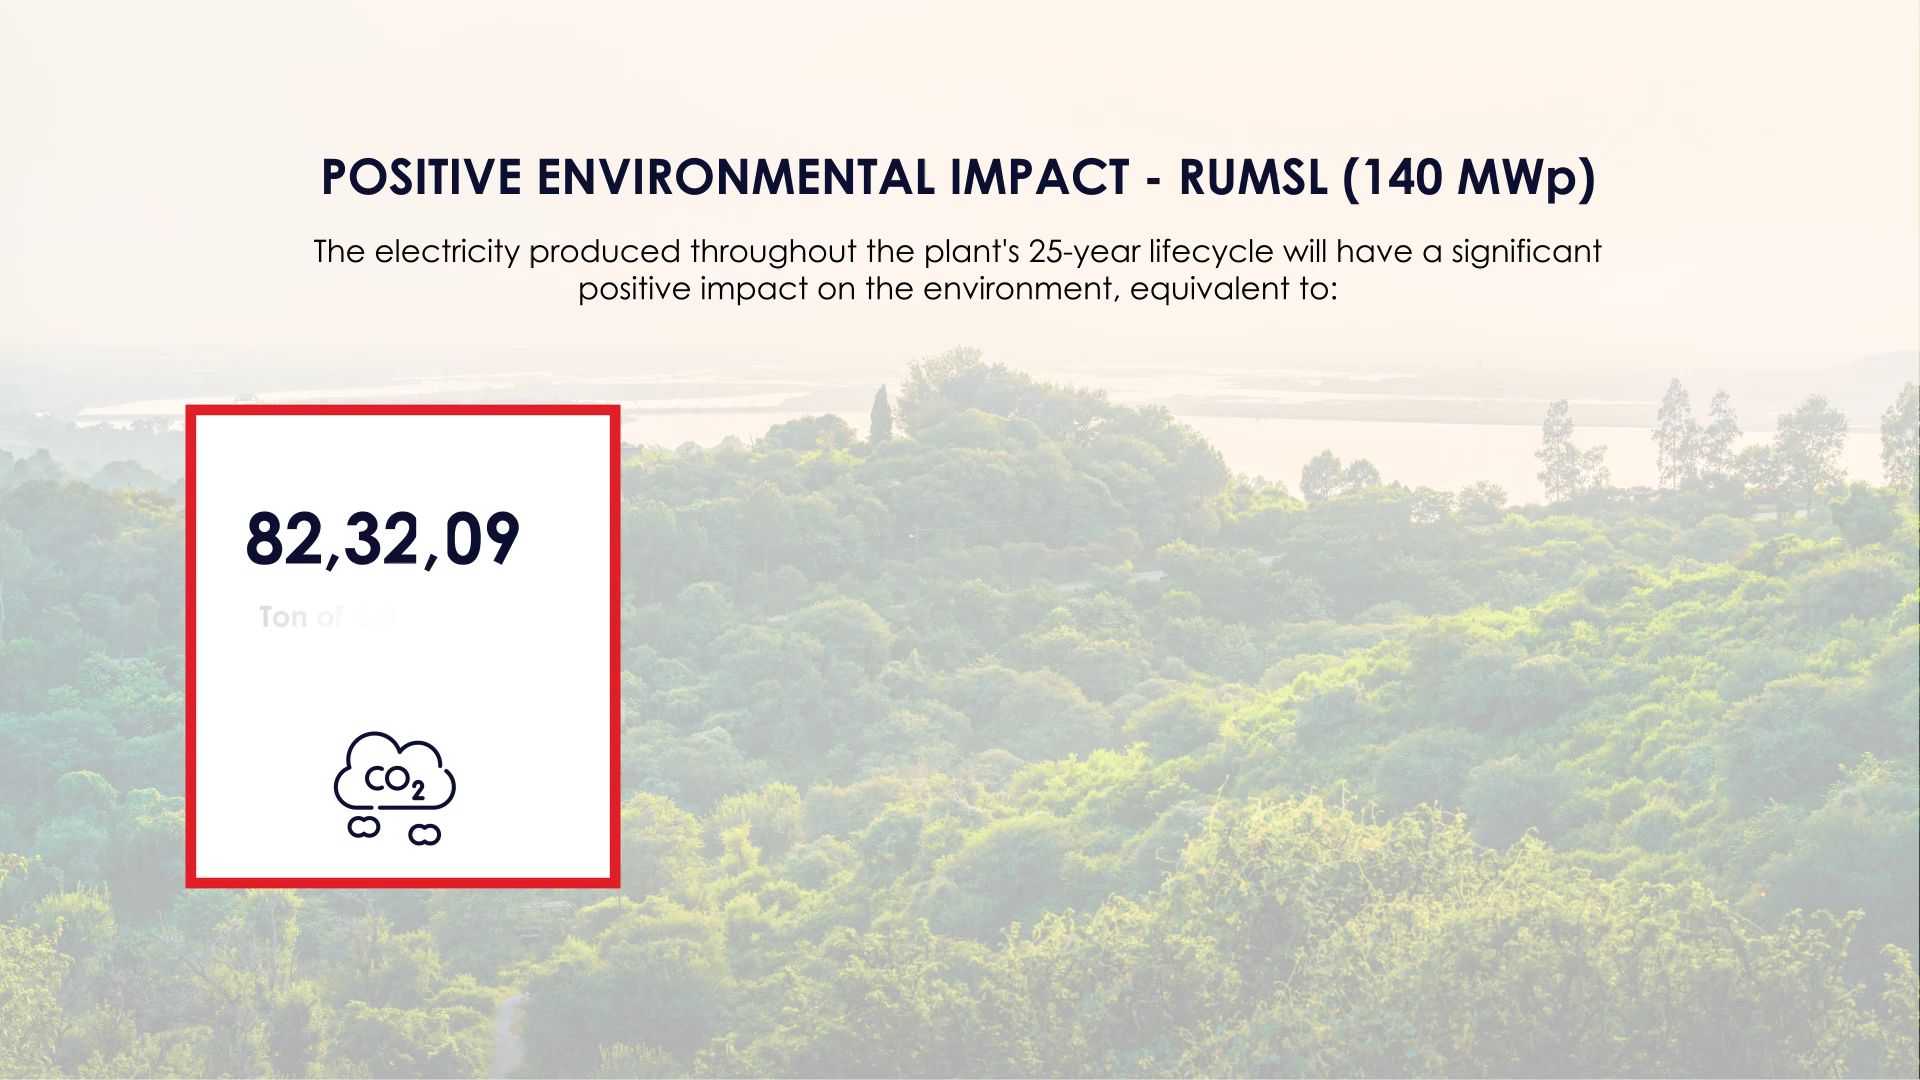 POSITIVE ENVIRONMENTAL IMPACT - RUMSL (140 MWp)
The electricity produced throughout the plant's 25-year lifecycle will have a significant
positive impact on the environment, equivalent to:
82,32,09
Ton of CO
CO2